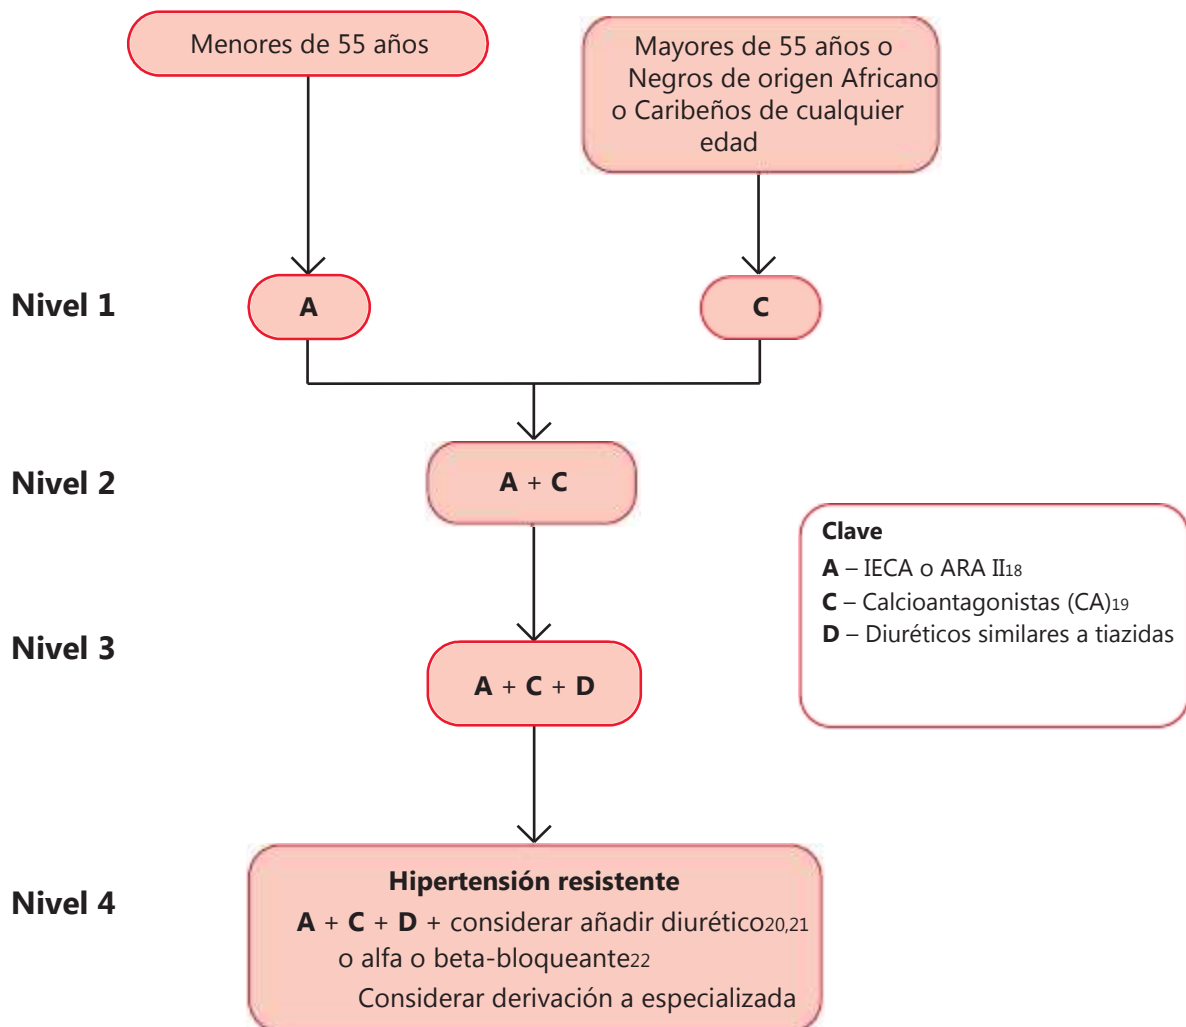 Menores de 55 años
Mayores de 55 años o
Negros de origen Africano
o Caribeños de cualquier
edad
Nivel 1
A
C
Nivel 2
A + C
Clave
A – IECA o ARA II18
C – Calcioantagonistas (CA)19
D – Diuréticos similares a tiazidas
Nivel 3
A + C + D
Nivel 4
Hipertensión resistente
A + C + D + considerar añadir diurético20,21
o alfa o beta-bloqueante22
Considerar derivación a especializada